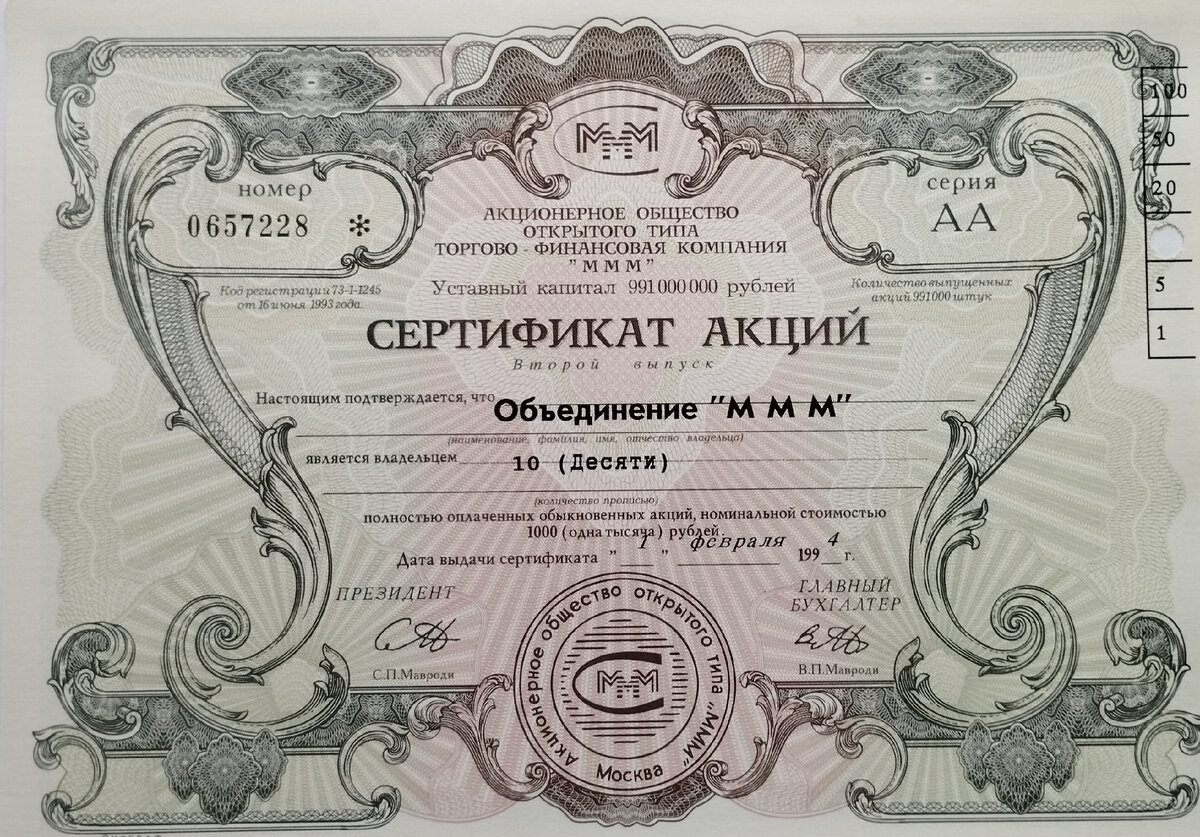 МММ
номер
0657228 *
серия
АА
100
50
20
5
1
АКЦИОНЕРНОЕ ОБЩЕСТВО
ОТКРЫТОГО ТИПА
ТОРГОВО - ФИНАНСОВАЯ КОМПАНИЯ
"МММ"
Уставный капитал 991 000 000 рублей
Код регистрации 73-1-1245
от 16 июня 1993 года.
Количество выпущенных
акций 991000 штук
СЕРТИФИКАТ АКЦИЙ
Второй выпуск
Настоящим подтверждается, что Объединение "М М М"
(наименование, фамилия, имя, отчество владельца)
является владельцем 10 (Десяти)
(количество прописью)
полностью оплаченных обыкновенных акций, номинальной стоимостью
1000 (одна тысяча) рублей.
Дата выдачи сертификата " 1 " февраля 1994 г.
ПРЕЗИДЕНТ
С.П.Мавроди
ГЛАВНЫЙ
БУХГАЛТЕР
В.П.Мавроди
Акционерное общество открытого типа „МММ"
МММ
Москва